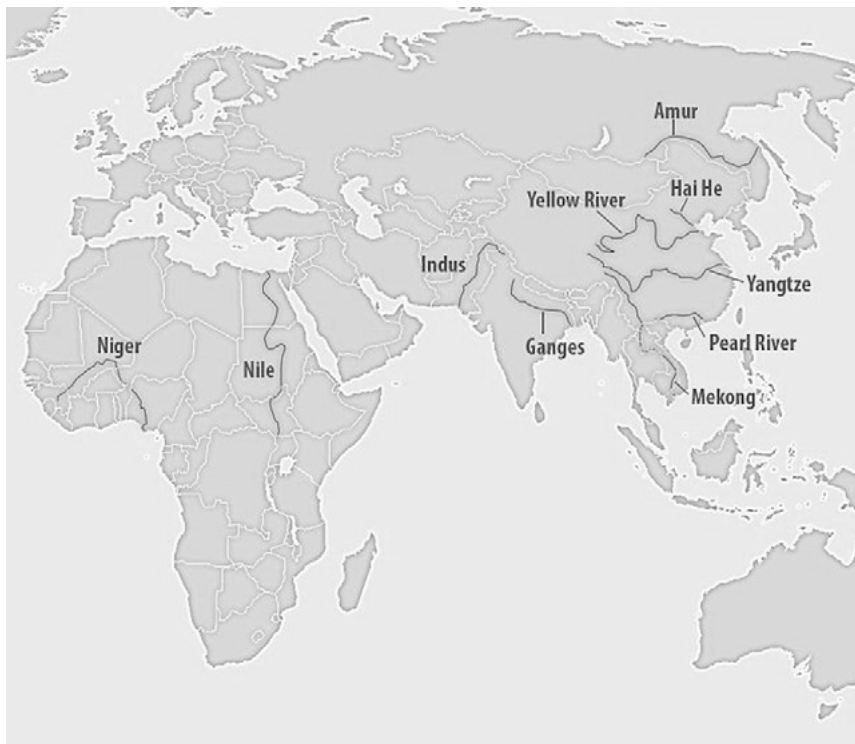 Amur
Hai He
Yellow River
Indus
Yangtze
Ganges
Pearl River
Niger
Nile
Mekong